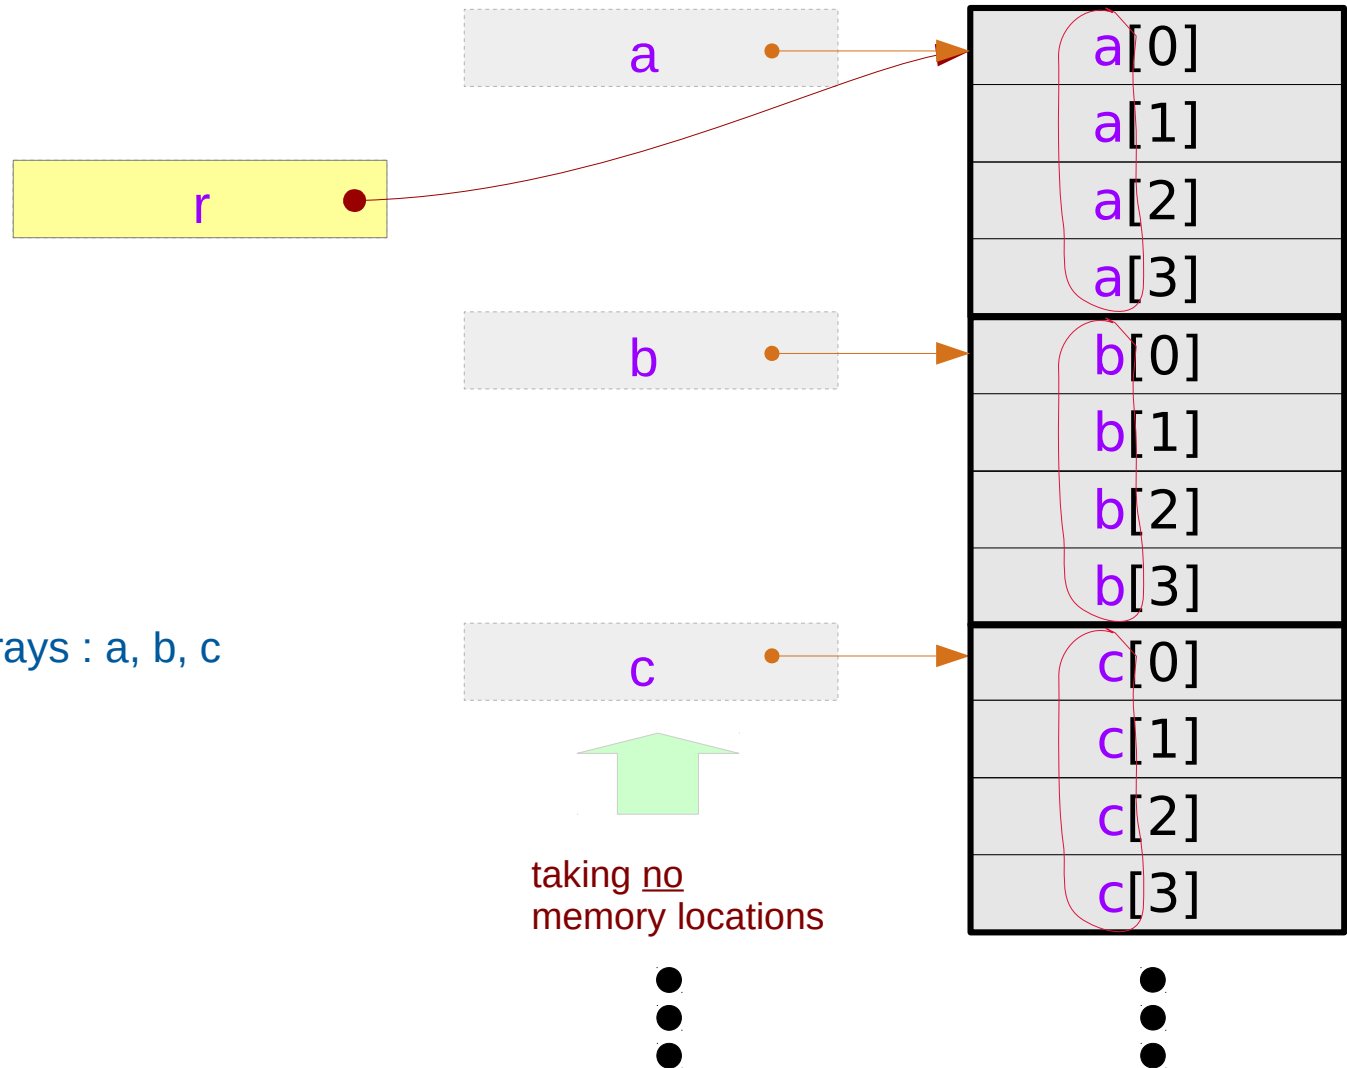 a
a[0]
a[1]
r
a[2]
a[3]
b
b[0]
b[1]
b[2]
b[3]
rays : a, b, c
c
c[0]
c[1]
c[2]
c[3]
taking no
memory locations